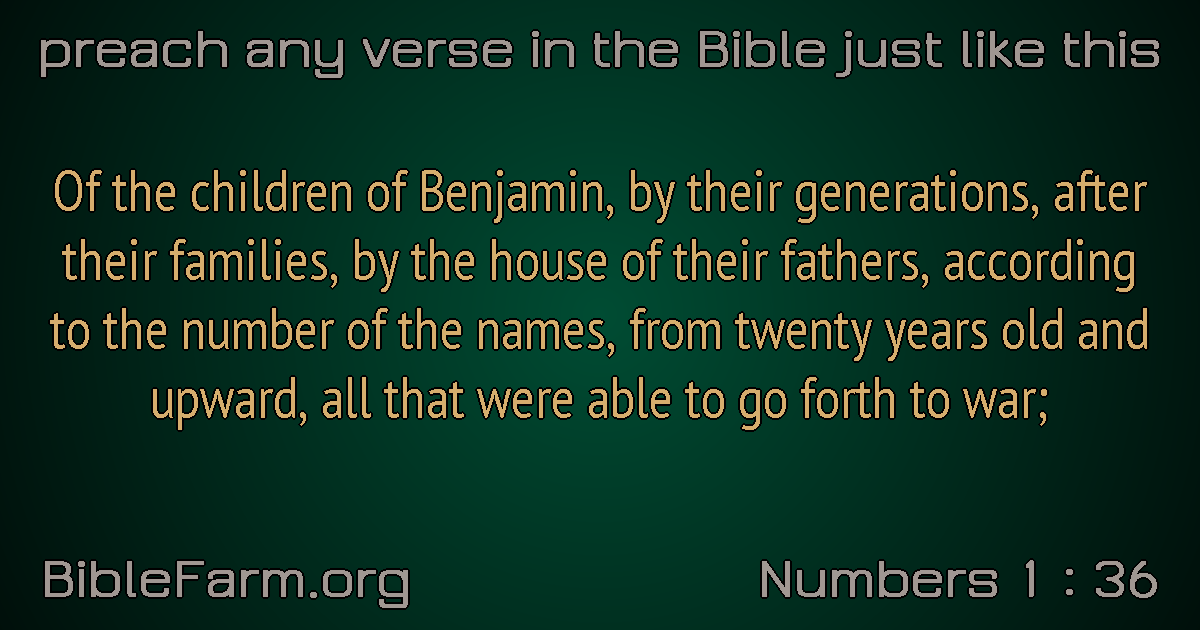 preach any verse in the Bible just like this
Of the children of Benjamin, by their generations, after
their families, by the house of their fathers, according
to the number of the names, from twenty years old and
upward, all that were able to go forth to war;
BibleFarm.org
Numbers 1 : 36